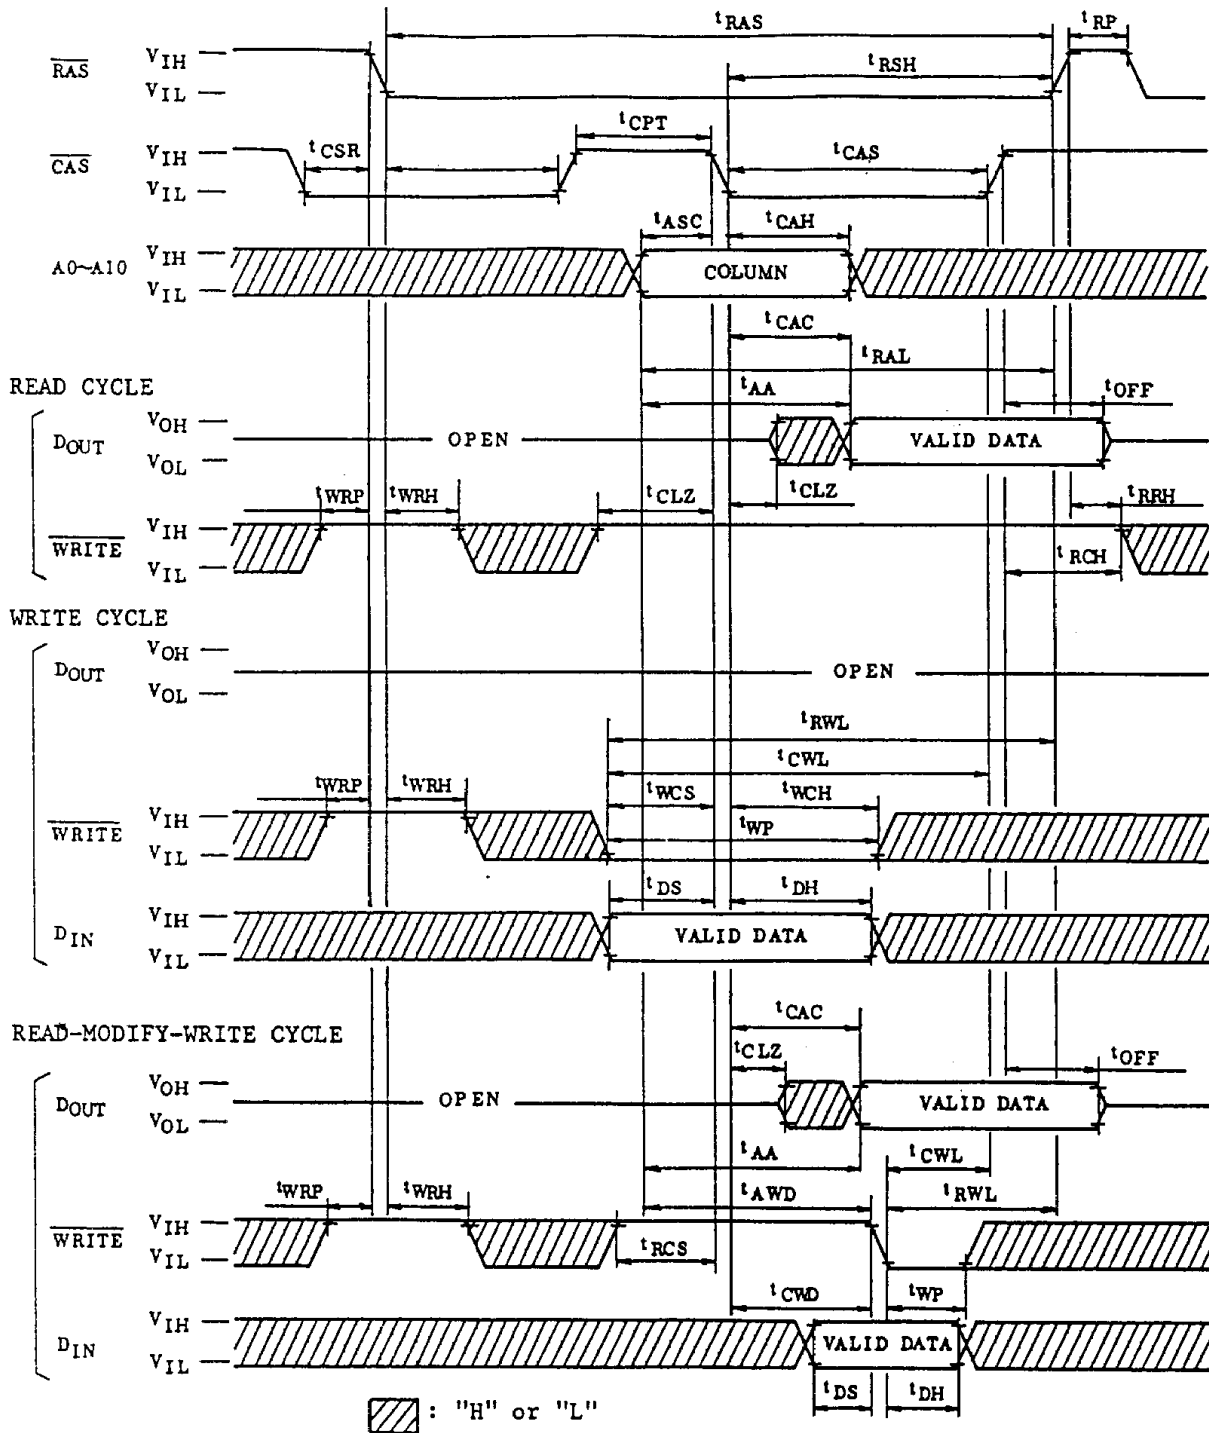 tRAS
tRP
RAS
VIH
VIL
tRSH
tCPT
CAS
VIH
VIL
tCSR
tCAS
tASC
tCAH
A0~A10
VIH
VIL
COLUMN
tCAC
tRAL
READ CYCLE
tAA
tOFF
DOUT
VOH
VOL
OPEN
VALID DATA
tWRP
tWRH
tCLZ
tCLZ
tRRH
WRITE
VIH
VIL
tRCH
WRITE CYCLE
DOUT
VOH
VOL
OPEN
tRWL
tCWL
tWRP
tWRH
tWCS
tWCH
WRITE
VIH
VIL
tWP
tDS
tDH
DIN
VIH
VIL
VALID DATA
READ-MODIFY-WRITE CYCLE
tCAC
tCLZ
tOFF
DOUT
VOH
VOL
OPEN
VALID DATA
tAA
tCWL
tWRP
tWRH
tAWD
tRWL
WRITE
VIH
VIL
tRCS
tCWD
tWP
DIN
VIH
VIL
VALID DATA
tDS
tDH
: "H" or "L"